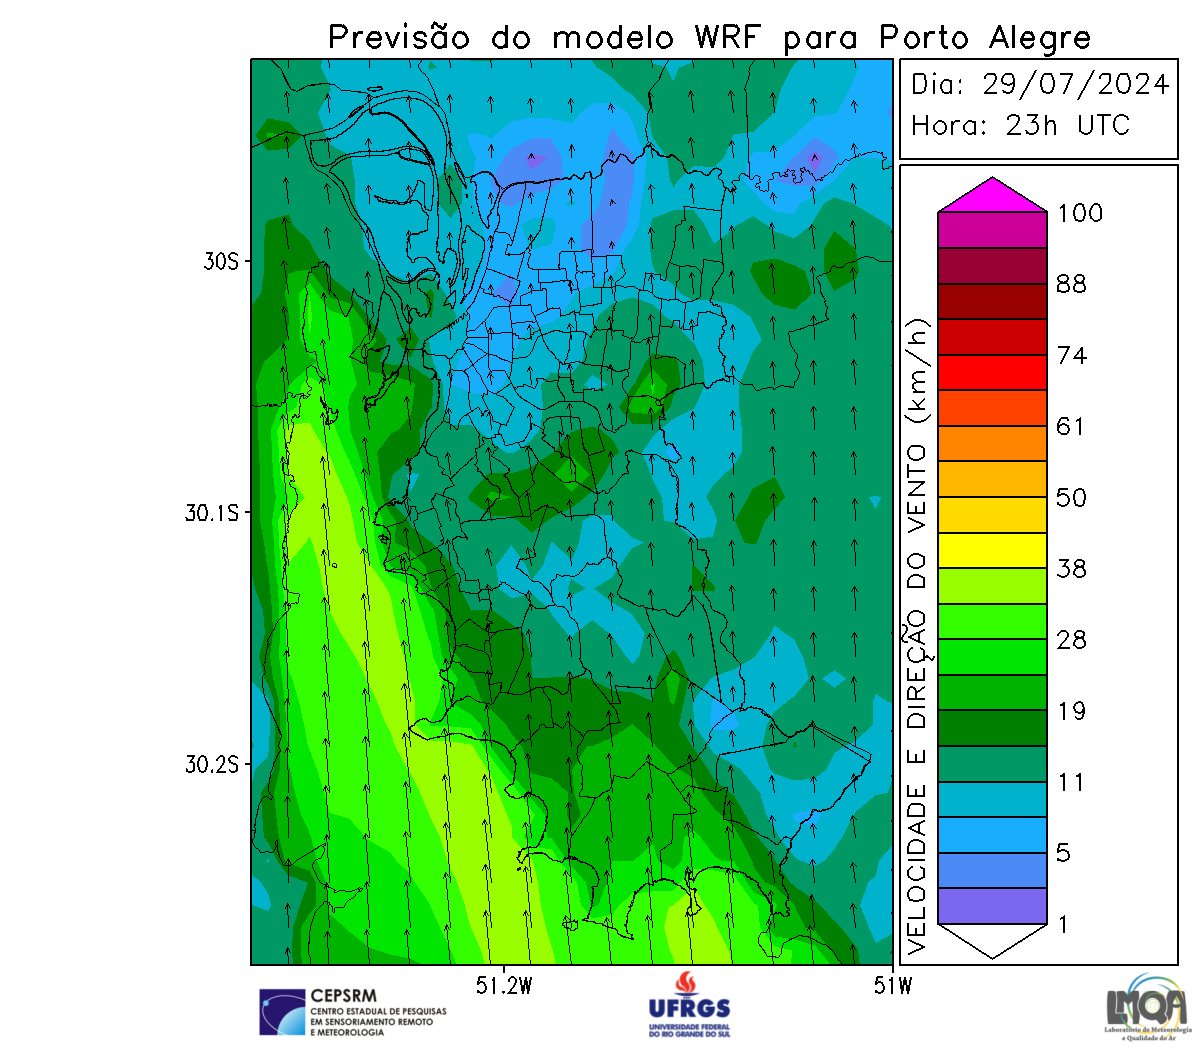 Previsão do modelo WRF para Porto Alegre
Dia: 29/07/2024
Hora: 23h UTC
100
88
74
61
50
38
28
19
11
5
1
VELOCIDADE E DIREÇÃO DO VENTO (km/h)
30S
30.1S
30.2S
51.2W
51W
CEPSRM
CENTRO ESTADUAL DE PESQUISAS
EM SENSORIAMENTO REMOTO
E METEOROLOGIA
UFRGS
UNIVERSIDADE FEDERAL
DO RIO GRANDE DO SUL
LMQA
Laboratório de Meteorologia
e Qualidade do Ar